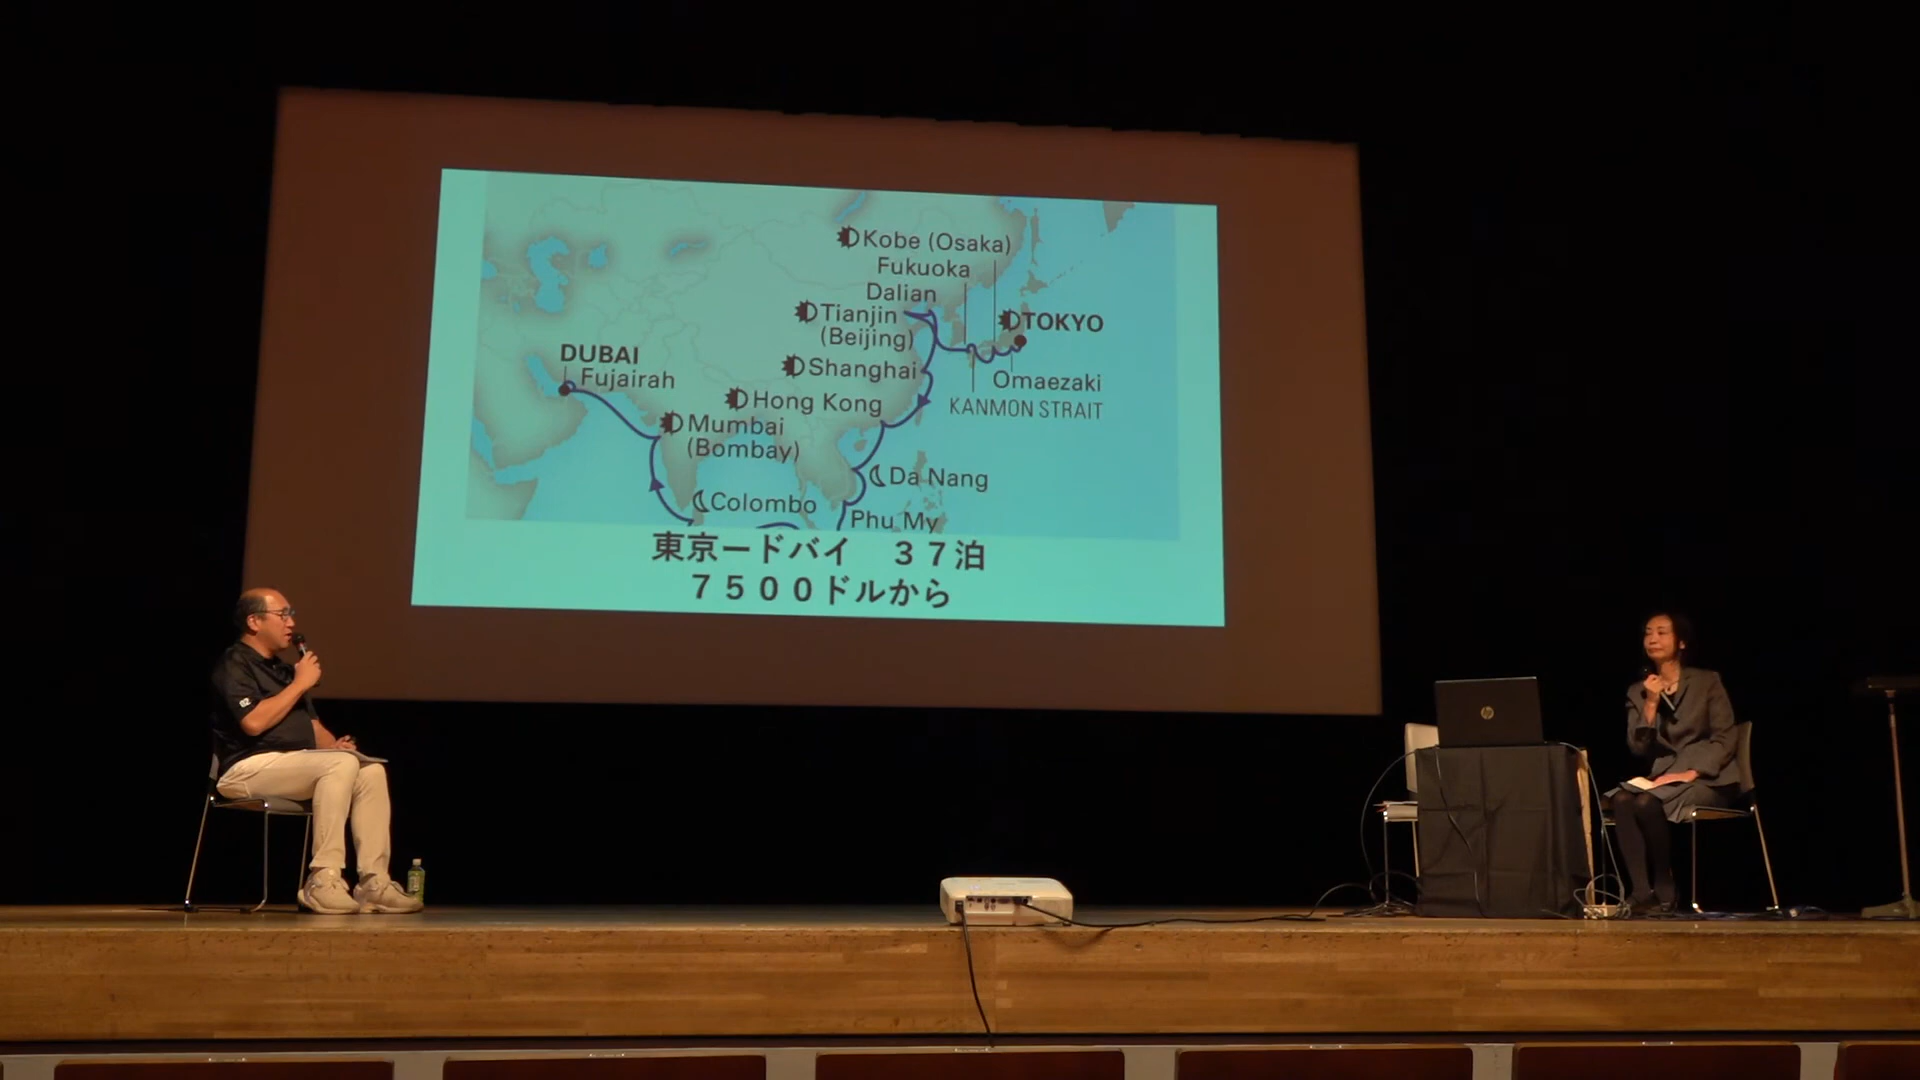 Kobe (Osaka)
Fukuoka
Dalian
Tianjin
(Beijing)
TOKYO
DUBAI
Fujairah
Shanghai
Omaezaki
Hong Kong
KANMON STRAIT
Mumbai
(Bombay)
Da Nang
Colombo
Phu My
東京ードバイ　３７泊
７５００ドルから
02
hp